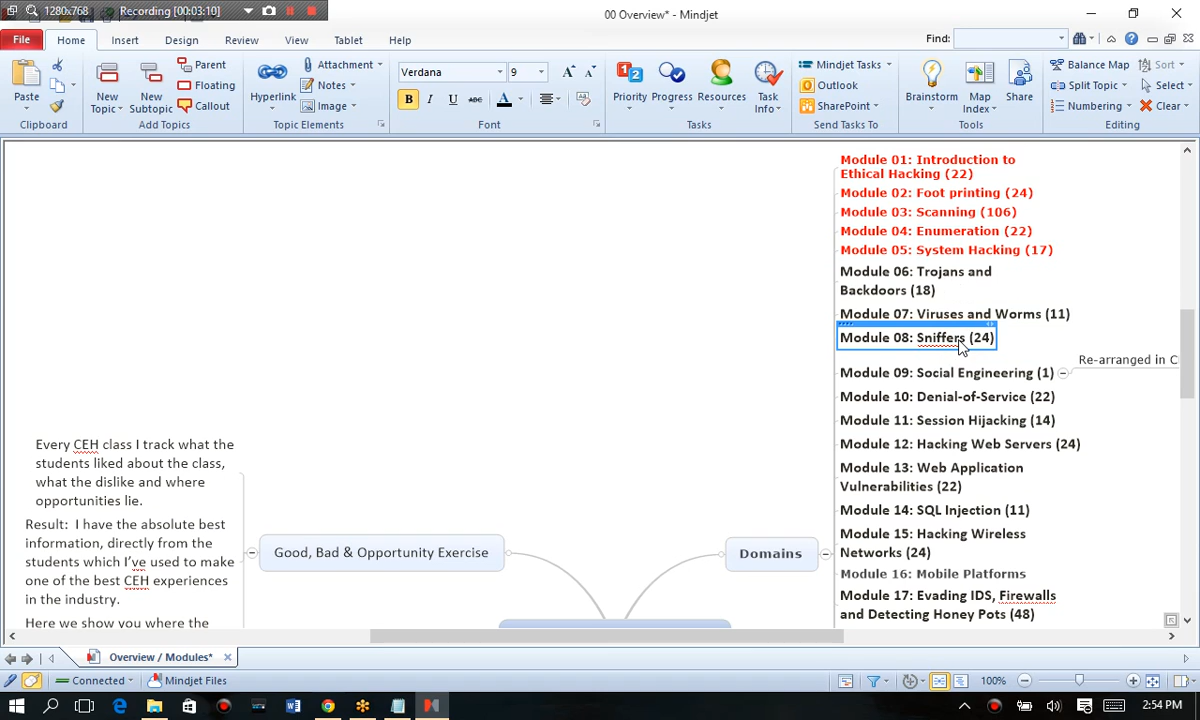 1280x768
Recording [00:03:10]
00 Overview* - Mindjet
File
Home
Insert
Design
Review
View
Tablet
Help
Find:
Paste
Clipboard
New
Topic
New
Subtopic
Parent
Floating
Callout
Add Topics
Hyperlink
Attachment
Notes
Image
Topic Elements
Verdana
9
A
A
B
I
U
ABC
A
Font
Priority
Progress
Resources
Task
Info
Tasks
Mindjet Tasks
Outlook
SharePoint
Send Tasks To
Brainstorm
Map
Index
Share
Tools
Balance Map
Split Topic
Numbering
Sort
Select
Clear
Editing
Module 01: Introduction to
Ethical Hacking (22)
Module 02: Foot printing (24)
Module 03: Scanning (106)
Module 04: Enumeration (22)
Module 05: System Hacking (17)
Module 06: Trojans and
Backdoors (18)
Module 07: Viruses and Worms (11)
Module 08: Sniffers (24)
Re-arranged in C
Module 09: Social Engineering (1)
Module 10: Denial-of-Service (22)
Module 11: Session Hijacking (14)
Module 12: Hacking Web Servers (24)
Module 13: Web Application
Vulnerabilities (22)
Module 14: SQL Injection (11)
Module 15: Hacking Wireless
Networks (24)
Module 16: Mobile Platforms
Module 17: Evading IDS, Firewalls
and Detecting Honey Pots (48)
Domains
Good, Bad & Opportunity Exercise
Every CEH class I track what the
students liked about the class,
what the dislike and where
opportunities lie.
Result:  I have the absolute best
information, directly from the
students which I've used to make
one of the best CEH experiences
in the industry.
Here we show you where the
Overview / Modules*
Connected
Mindjet Files
100%
2:54 PM